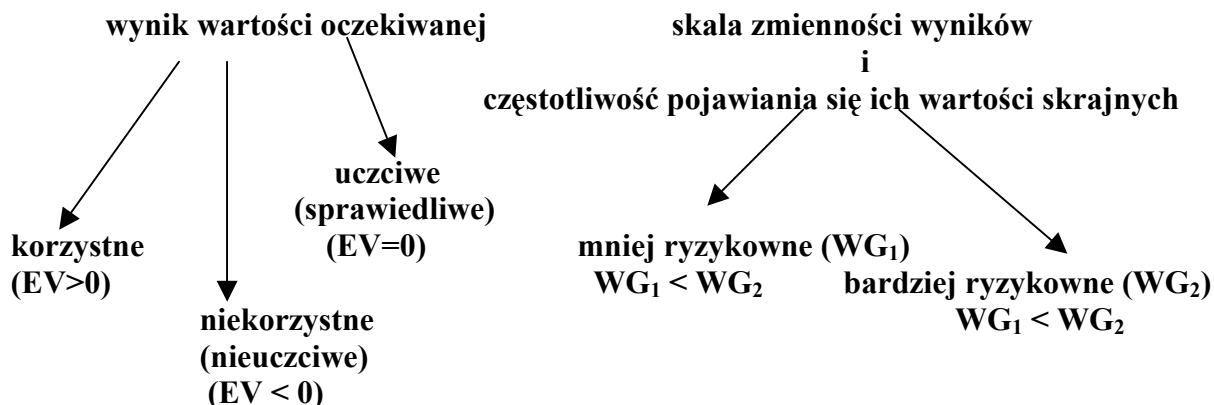 wynik wartości oczekiwanej
korzystne
(EV>0)
niekorzystne
(nieuczciwe)
(EV < 0)
uczciwe
(sprawiedliwe)
(EV=0)
skala zmienności wyników
i
częstotliwość pojawiania się ich wartości skrajnych
mniej ryzykowne (WG₁)
WG₁ < WG₂
bardziej ryzykowne (WG₂)
WG₁ < WG₂